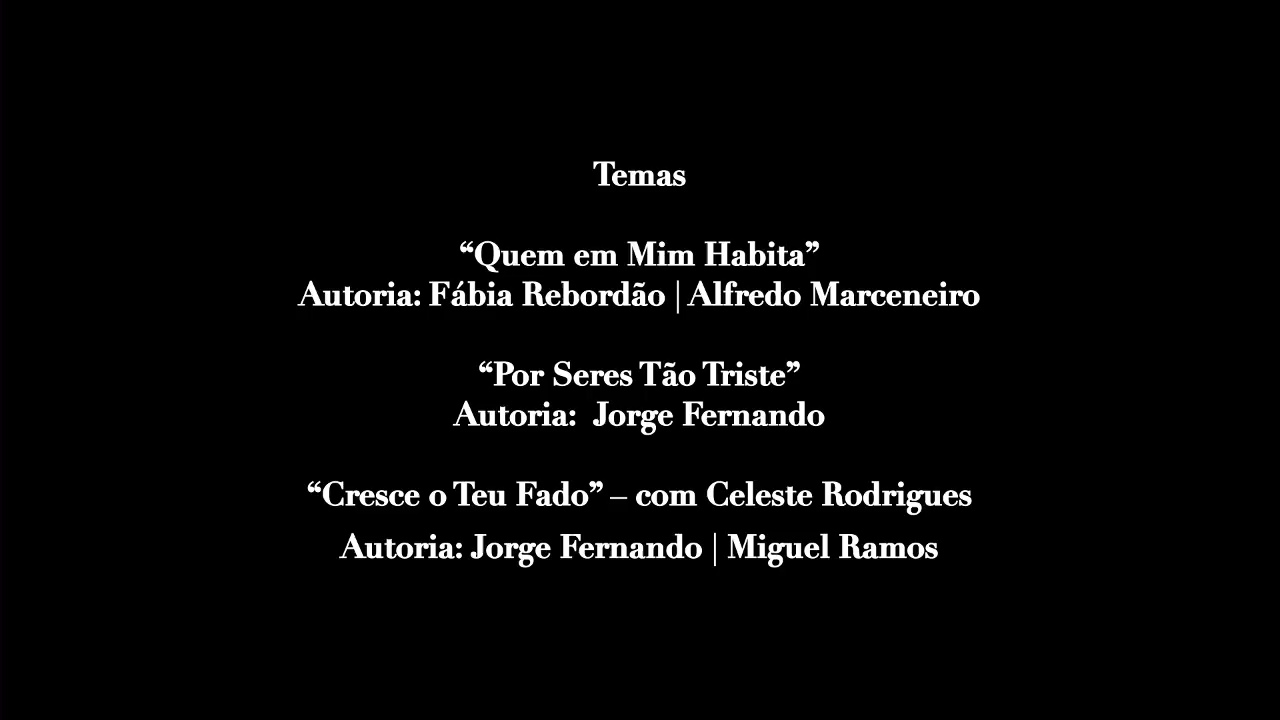 Temas
“Quem em Mim Habita”
Autoria: Fábia Rebordão | Alfredo Marceneiro
“Por Seres Tão Triste”
Autoria:  Jorge Fernando
“Cresce o Teu Fado” – com Celeste Rodrigues
Autoria: Jorge Fernando | Miguel Ramos